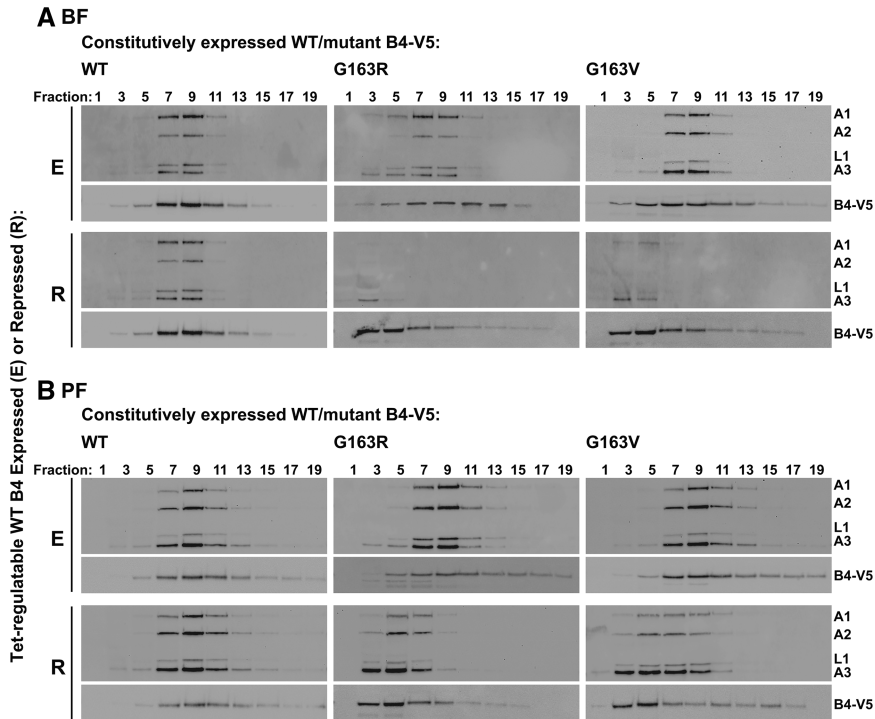 A BF
Constitutively expressed WT/mutant B4-V5:
WT G163R G163V
Fraction: 1 3 5 7 9 11 13 15 17 19 1 3 5 7 9 11 13 15 17 19 1 3 5 7 9 11 13 15 17 19
E
A1
A2
L1
A3
B4-V5
R
A1
A2
L1
A3
B4-V5
Tet-regulatable WT B4 Expressed (E) or Repressed (R):
B PF
Constitutively expressed WT/mutant B4-V5:
WT G163R G163V
Fraction: 1 3 5 7 9 11 13 15 17 19 1 3 5 7 9 11 13 15 17 19 1 3 5 7 9 11 13 15 17 19
E
A1
A2
L1
A3
B4-V5
R
A1
A2
L1
A3
B4-V5